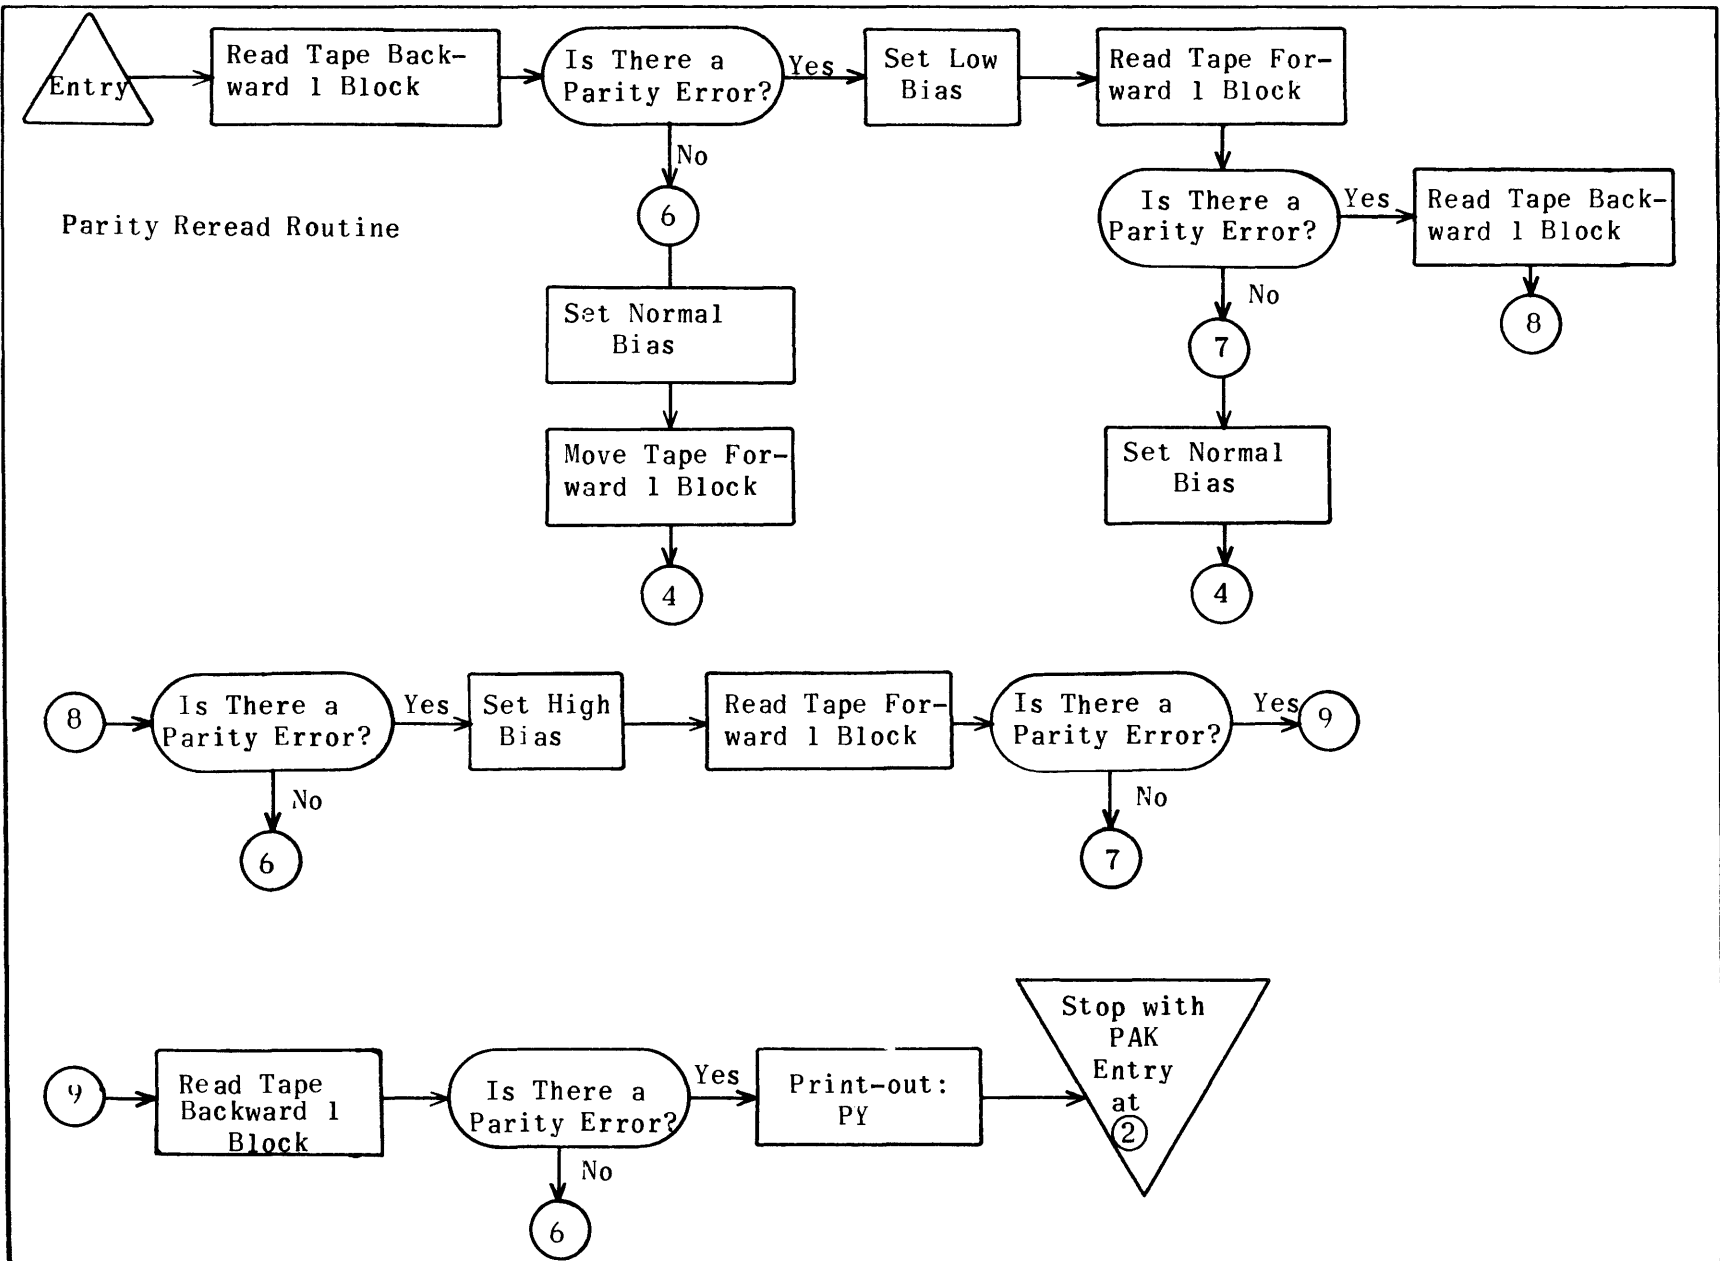 Entry
Read Tape Back-
ward 1 Block
Is There a
Parity Error?
Yes
Set Low
Bias
Read Tape For-
ward 1 Block
No
6
Parity Reread Routine
Is There a
Parity Error?
Yes
Read Tape Back-
ward 1 Block
Set Normal
Bias
No
7
8
Move Tape For-
ward 1 Block
Set Normal
Bias
4
4
8
Is There a
Parity Error?
Yes
Set High
Bias
Read Tape For-
ward 1 Block
Is There a
Parity Error?
Yes
9
No
6
No
7
9
Read Tape
Backward 1
Block
Is There a
Parity Error?
Yes
Print-out:
PY
Stop with
PAK
Entry
at
2
No
6